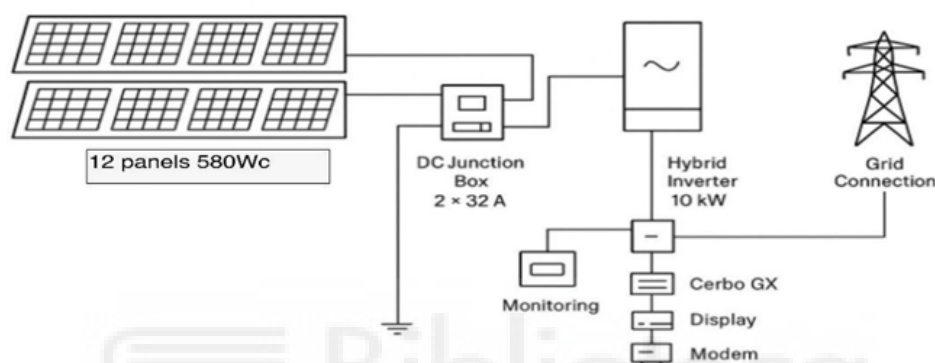 12 panels 580Wc
DC Junction
Box
2 × 32 A
Hybrid
Inverter
10 kW
Grid
Connection
Monitoring
Cerbo GX
Display
Modem